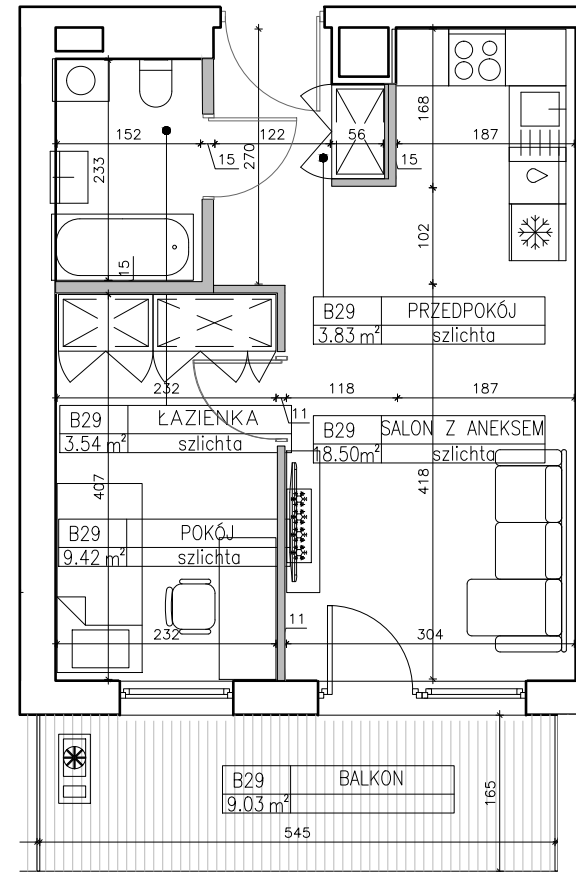 168
152
122
56
187
233
15
270
15
102
15
B29 PRZEDPOKÓJ
3.83 m² szlichta
232
11
118
187
B29 ŁAZIENKA
3.54 m² szlichta
B29 SALON Z ANEKSEM
18.50m² szlichta
407
418
B29 POKÓJ
9.42 m² szlichta
11
232
304
B29 BALKON
9.03 m²
165
545